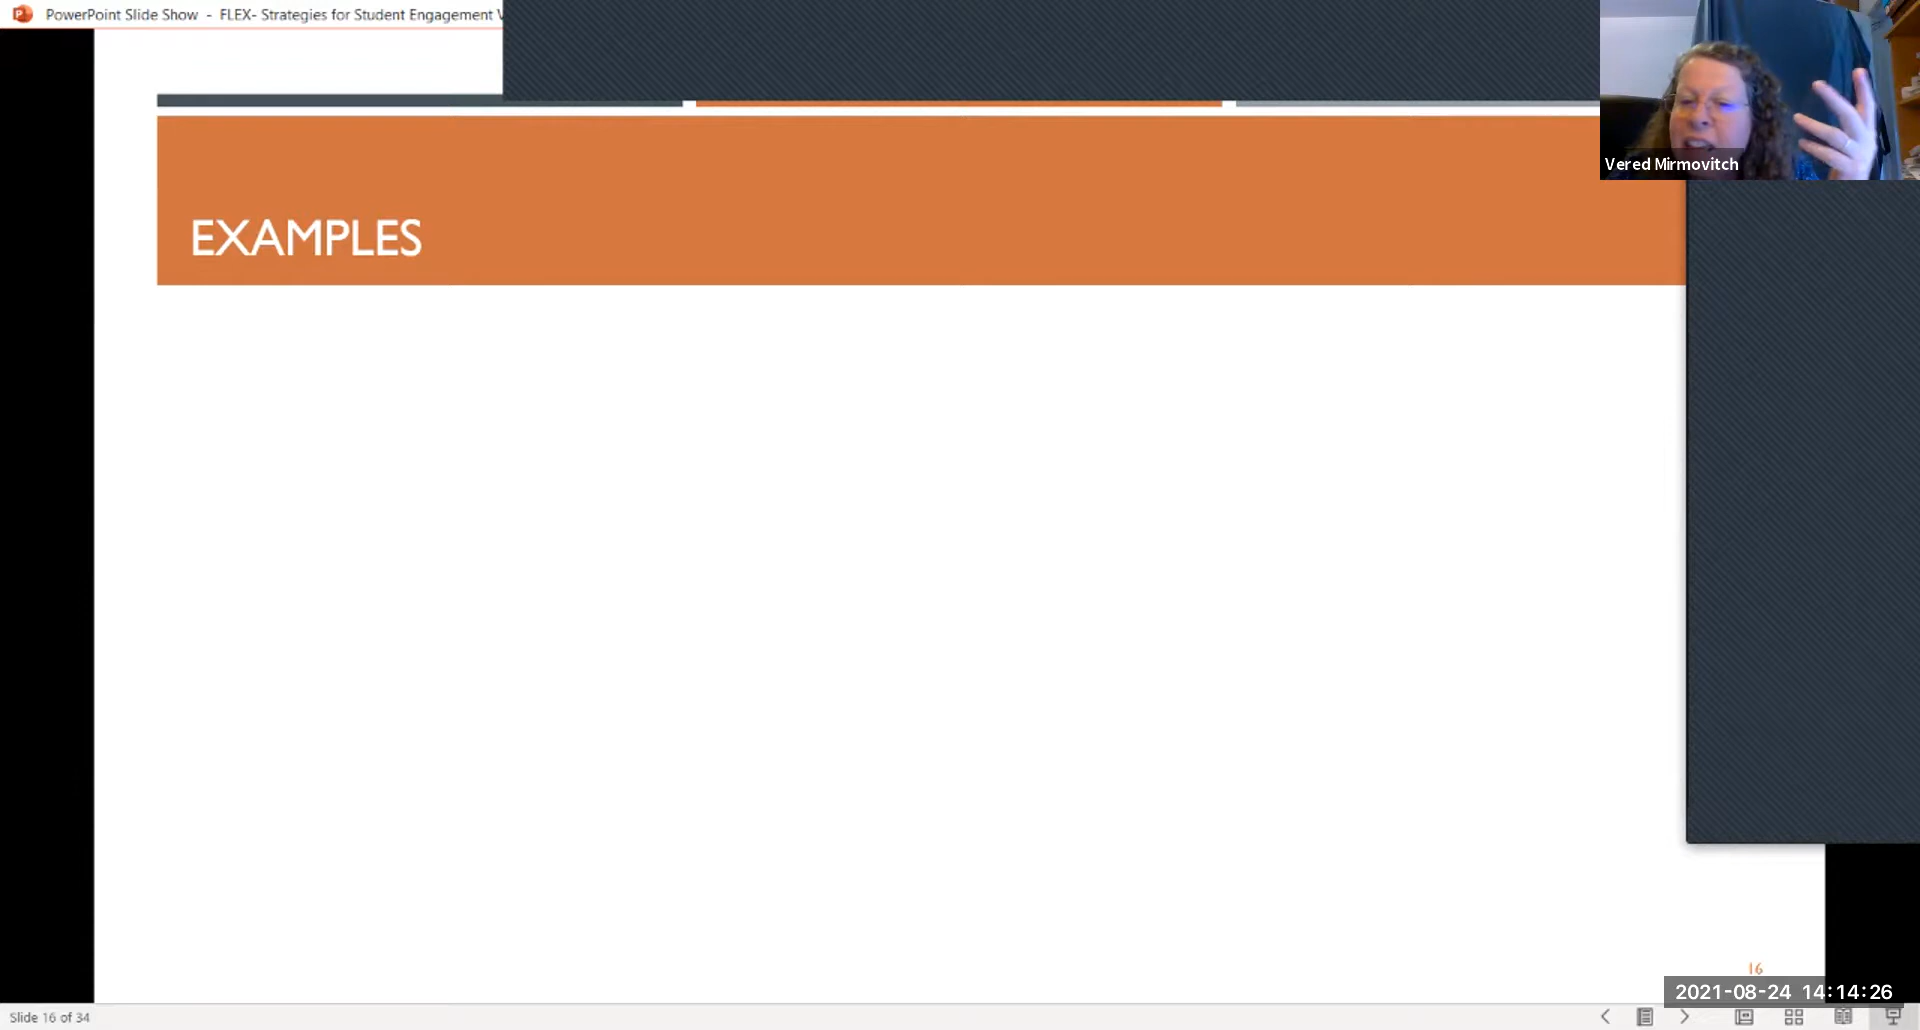 PowerPoint Slide Show - FLEX- Strategies for Student Engagement
Vered Mirmovitch
EXAMPLES
16
2021-08-24 14:14:26
Slide 16 of 34